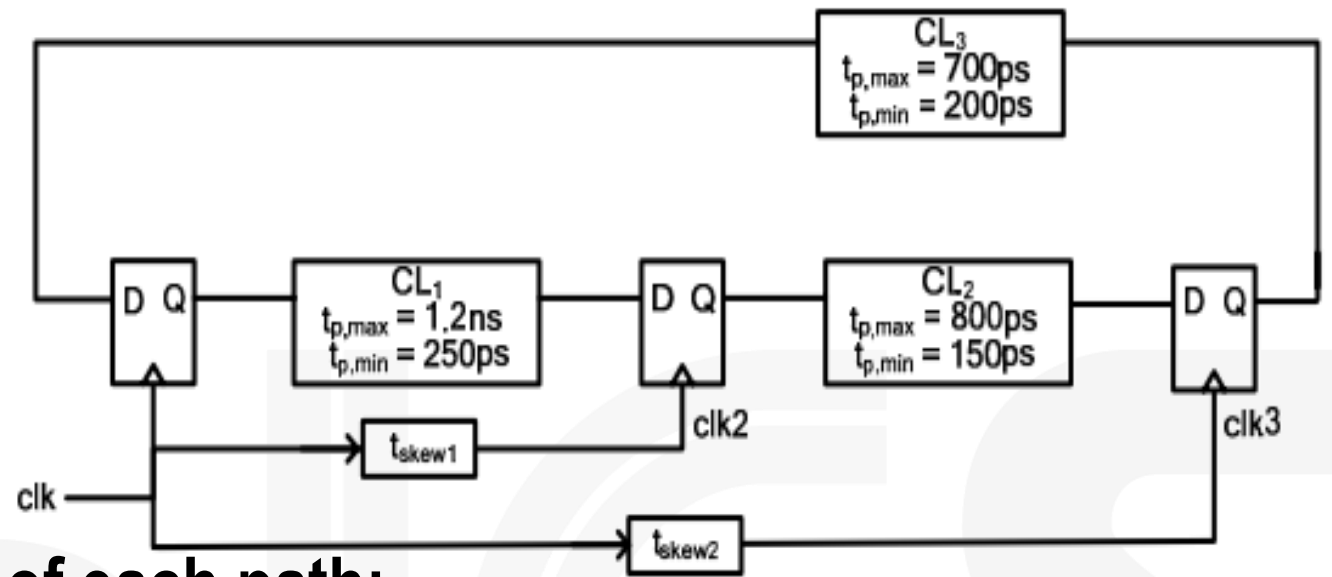 CL₃
tₚ,max = 700ps
tₚ,min = 200ps
D Q
CL₁
tₚ,max = 1.2ns
tₚ,min = 250ps
D Q
CL₂
tₚ,max = 800ps
tₚ,min = 150ps
D Q
tskew1
clk2
clk3
clk
tskew2
of each path: